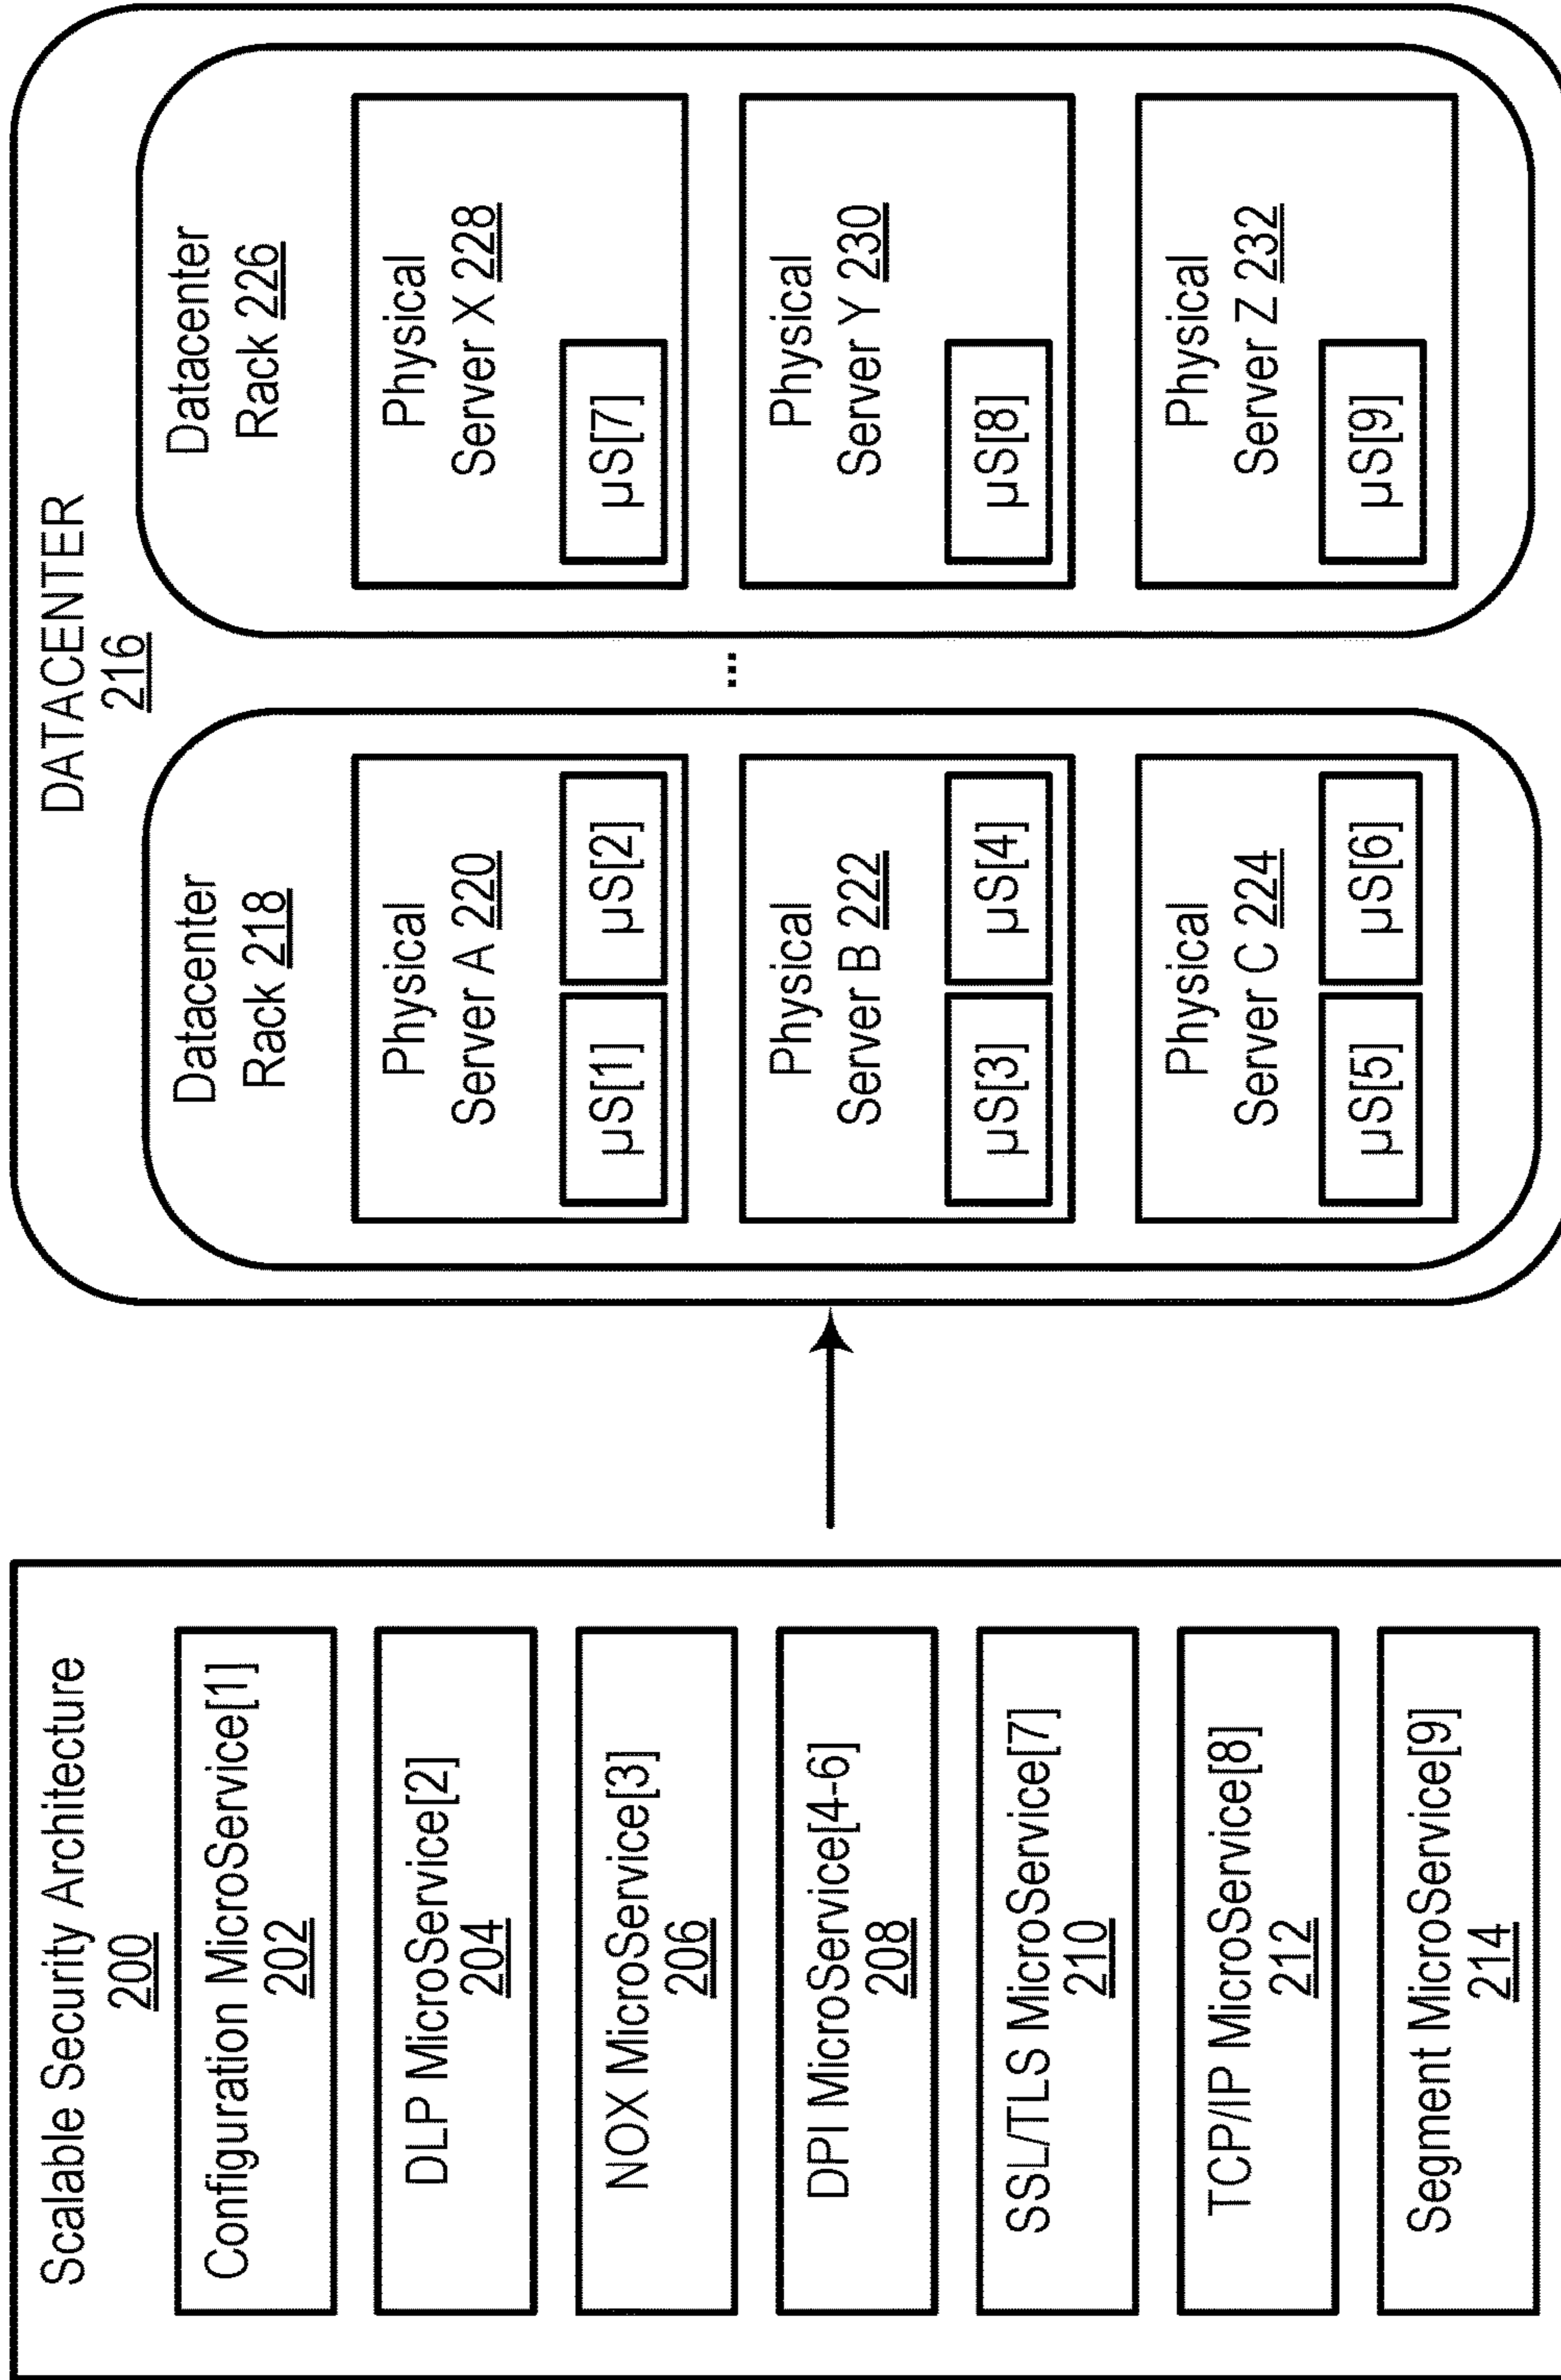 Scalable Security Architecture
200
Configuration MicroService[1]
202
DLP MicroService[2]
204
NOX MicroService[3]
206
DPI MicroService[4-6]
208
SSL/TLS MicroService[7]
210
TCP/IP MicroService[8]
212
Segment MicroService[9]
214
DATACENTER
216
Datacenter
Rack 218
Physical
Server A 220
µS[1]
µS[2]
Physical
Server B 222
µS[3]
µS[4]
Physical
Server C 224
µS[5]
µS[6]
...
Datacenter
Rack 226
Physical
Server X 228
µS[7]
Physical
Server Y 230
µS[8]
Physical
Server Z 232
µS[9]